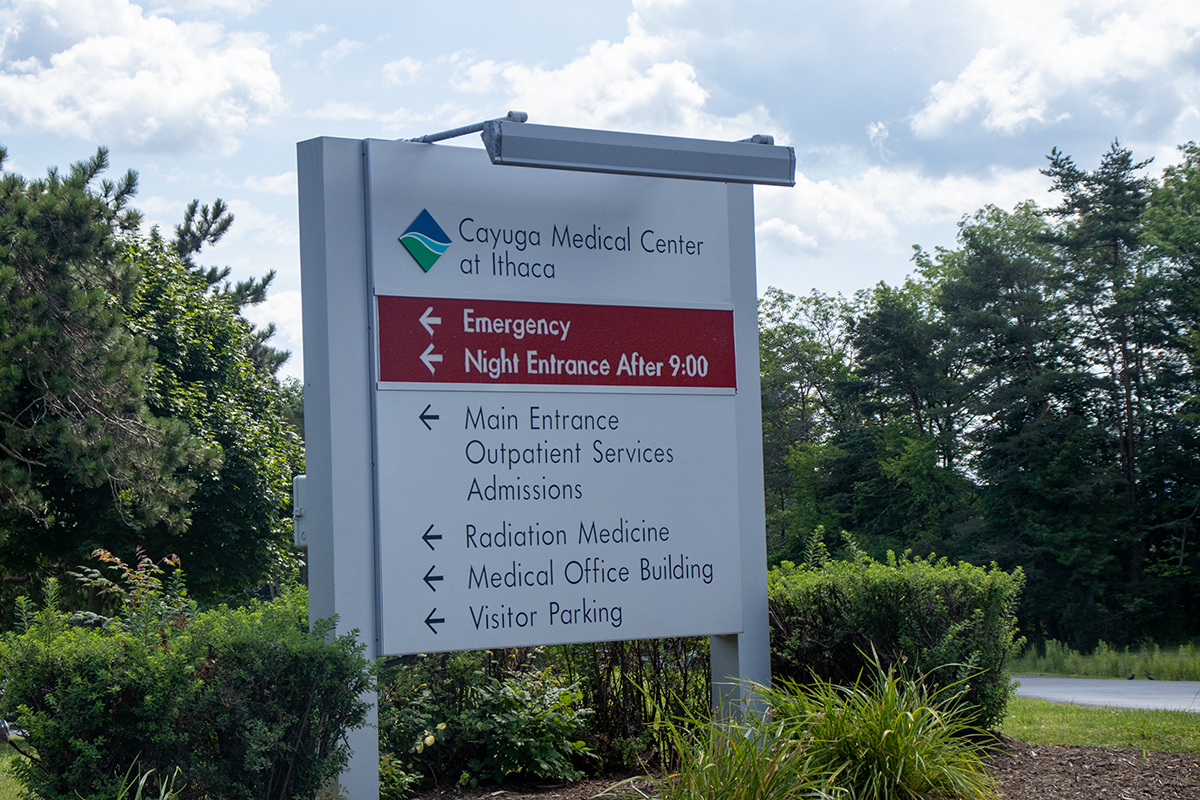 Cayuga Medical Center
at Ithaca
← Emergency
← Night Entrance After 9:00
← Main Entrance
Outpatient Services
Admissions
← Radiation Medicine
← Medical Office Building
← Visitor Parking